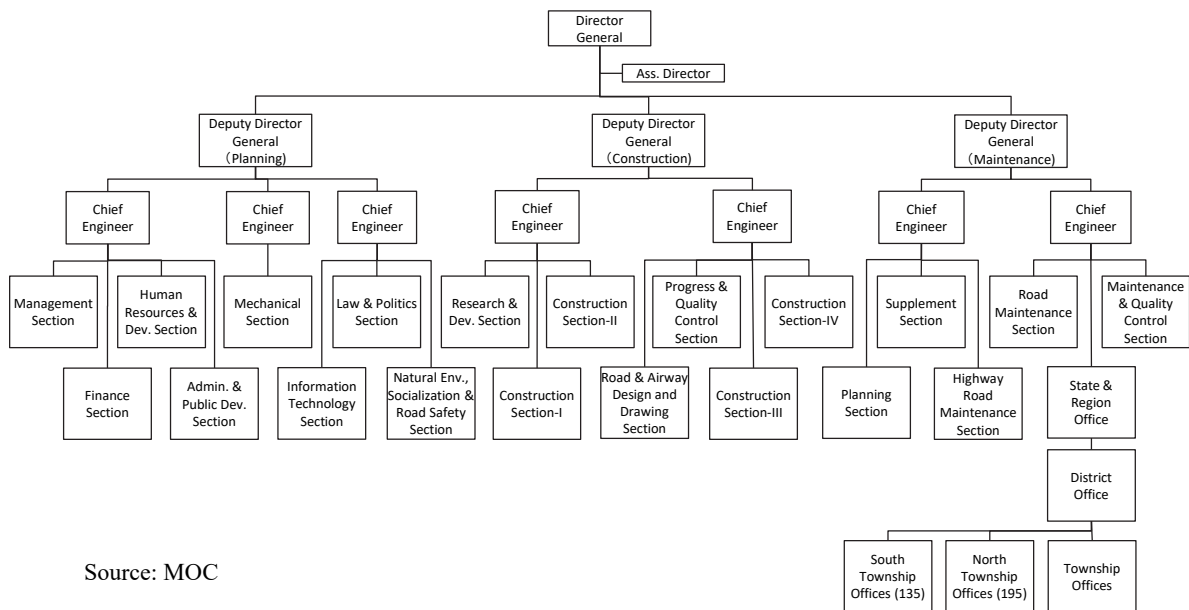 Director
General
Ass. Director
Deputy Director
General
（Planning)
Deputy Director
General
（Construction)
Deputy Director
General
（Maintenance)
Chief
Engineer
Chief
Engineer
Chief
Engineer
Chief
Engineer
Chief
Engineer
Chief
Engineer
Chief
Engineer
Management
Section
Human
Resources &
Dev. Section
Mechanical
Section
Law & Politics
Section
Research &
Dev. Section
Construction
Section-II
Progress &
Quality
Control
Section
Construction
Section-IV
Supplement
Section
Road
Maintenance
Section
Maintenance
& Quality
Control
Section
Finance
Section
Admin. &
Public Dev.
Section
Information
Technology
Section
Natural Env.,
Socialization &
Road Safety
Section
Construction
Section-I
Road & Airway
Design and
Drawing
Section
Construction
Section-III
Planning
Section
Highway
Road
Maintenance
Section
State &
Region
Office
District
Office
South
Township
Offices (135)
North
Township
Offices (195)
Township
Offices
Source: MOC